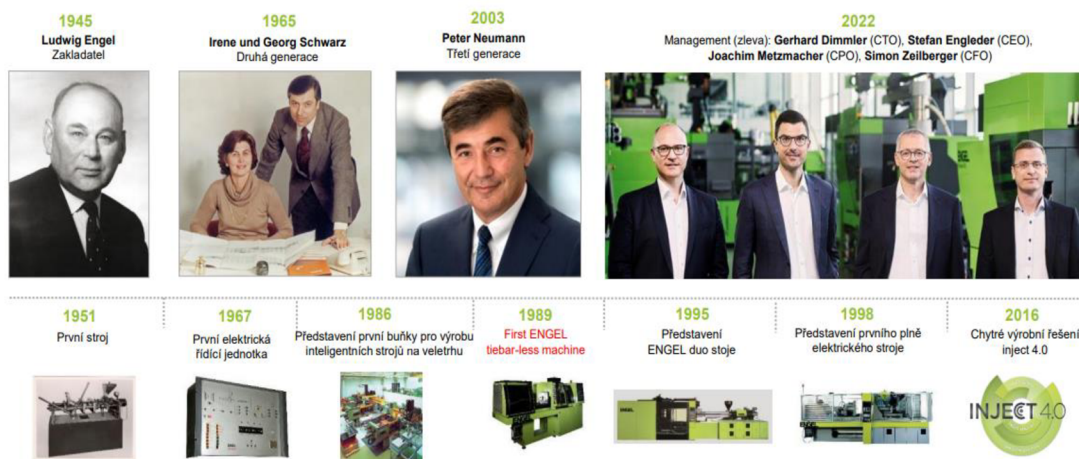 1945
Ludwig Engel
Zakladatel
1965
Irene und Georg Schwarz
Druhá generace
2003
Peter Neumann
Třetí generace
2022
Management (zleva): Gerhard Dimmler (CTO), Stefan Engleder (CEO),
Joachim Metzmacher (CPO), Simon Zeilberger (CFO)
1951
První stroj
1967
První elektrická
řídící jednotka
1986
Představení první buňky pro výrobu
inteligentních strojů na veletrhu
1989
First ENGEL
tiebar-less machine
1995
Představení
ENGEL duo stoje
1998
Představení prvního plně
elektrického stroje
2016
Chytré výrobní řešení
inject 4.0
ENGEL
INJECT 4.0